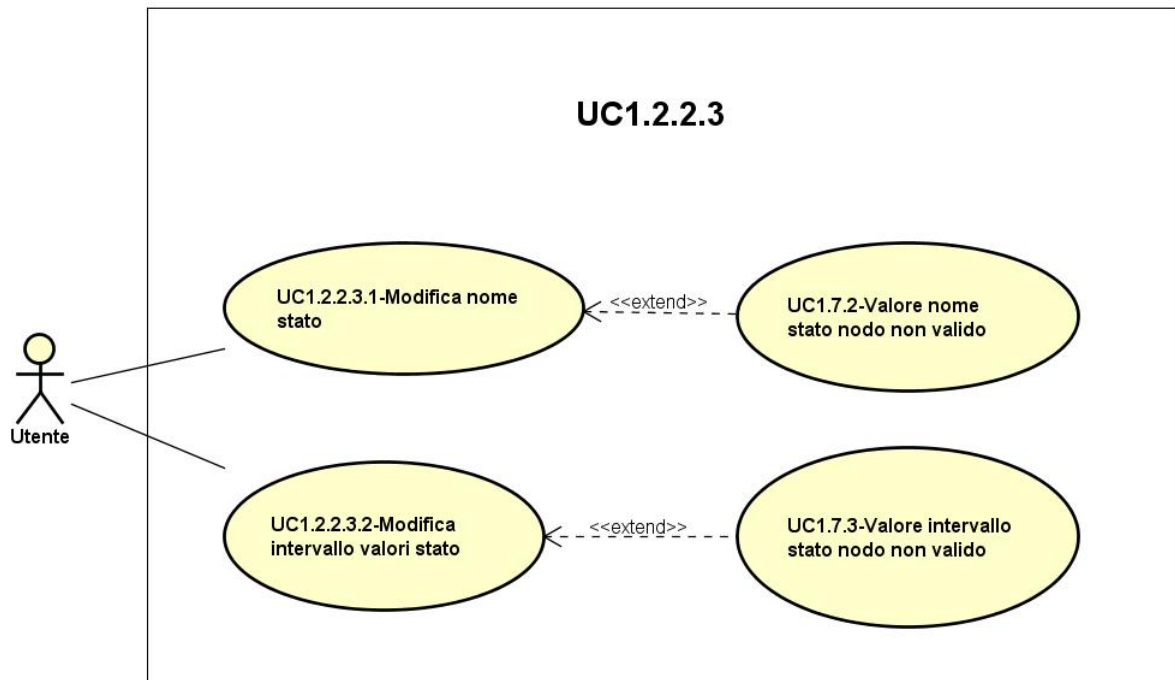 UC1.2.2.3
UC1.2.2.3.1-Modifica nome
stato
<<extend>>
UC1.7.2-Valore nome
stato nodo non valido
Utente
UC1.2.2.3.2-Modifica
intervallo valori stato
<<extend>>
UC1.7.3-Valore intervallo
stato nodo non valido